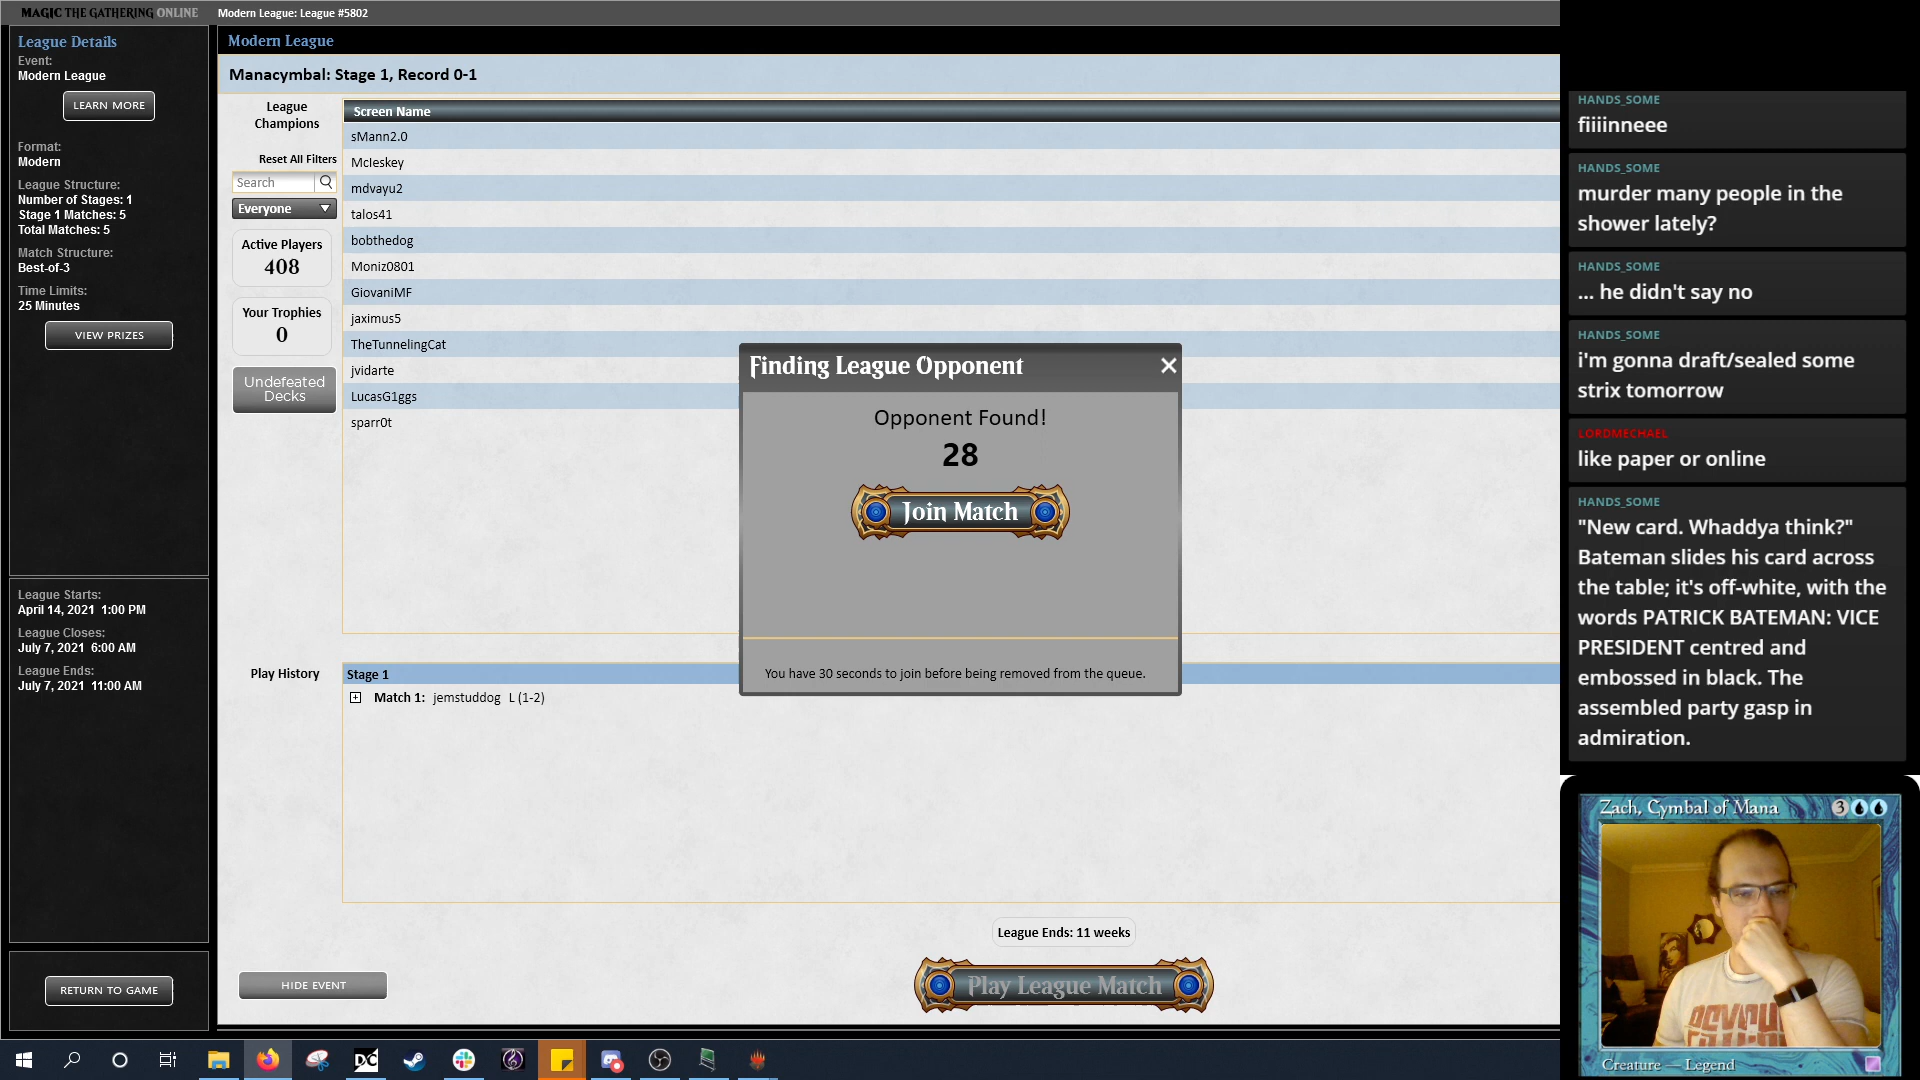 MAGIC THE GATHERING ONLINE
Modern League: League #5802
League Details
Event:
Modern League
LEARN MORE
Format:
Modern
League Structure:
Number of Stages: 1
Stage 1 Matches: 5
Total Matches: 5
Match Structure:
Best-of-3
Time Limits:
25 Minutes
VIEW PRIZES
League Starts:
April 14, 2021 1:00 PM
League Closes:
July 7, 2021 6:00 AM
League Ends:
July 7, 2021 11:00 AM
RETURN TO GAME
Modern League
Manacymbal: Stage 1, Record 0-1
League
Champions
Reset All Filters
Search
Everyone
Active Players
408
Your Trophies
0
Undefeated
Decks
Screen Name
sMann2.0
McIeskey
mdvayu2
talos41
bobthedog
Moniz0801
GiovaniMF
jaximus5
TheTunnelingCat
jvidarte
LucasG1ggs
sparr0t
Finding League Opponent
Opponent Found!
28
Join Match
You have 30 seconds to join before being removed from the queue.
Play History
Stage 1
Match 1: jemstuddog L (1-2)
League Ends: 11 weeks
HIDE EVENT
Play League Match
HANDS_SOME
fiiiinneee
HANDS_SOME
murder many people in the
shower lately?
HANDS_SOME
... he didn't say no
HANDS_SOME
i'm gonna draft/sealed some
strix tomorrow
LORDMECHAEL
like paper or online
HANDS_SOME
"New card. Whaddya think?"
Bateman slides his card across
the table; it's off-white, with the
words PATRICK BATEMAN: VICE
PRESIDENT centred and
embossed in black. The
assembled party gasp in
admiration.
Zach, Cymbal of Mana
3
PSYCHO
Creature — Legend
DC